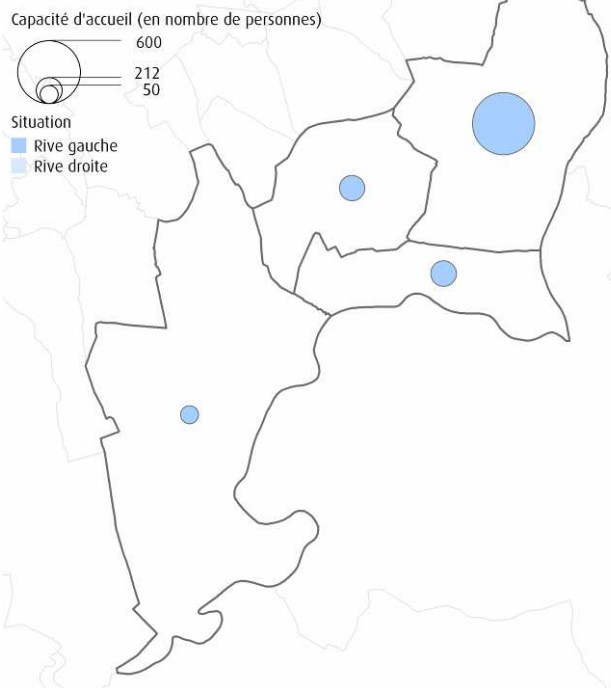 Capacité d'accueil (en nombre de personnes)
600
212
50
Situation
Rive gauche
Rive droite